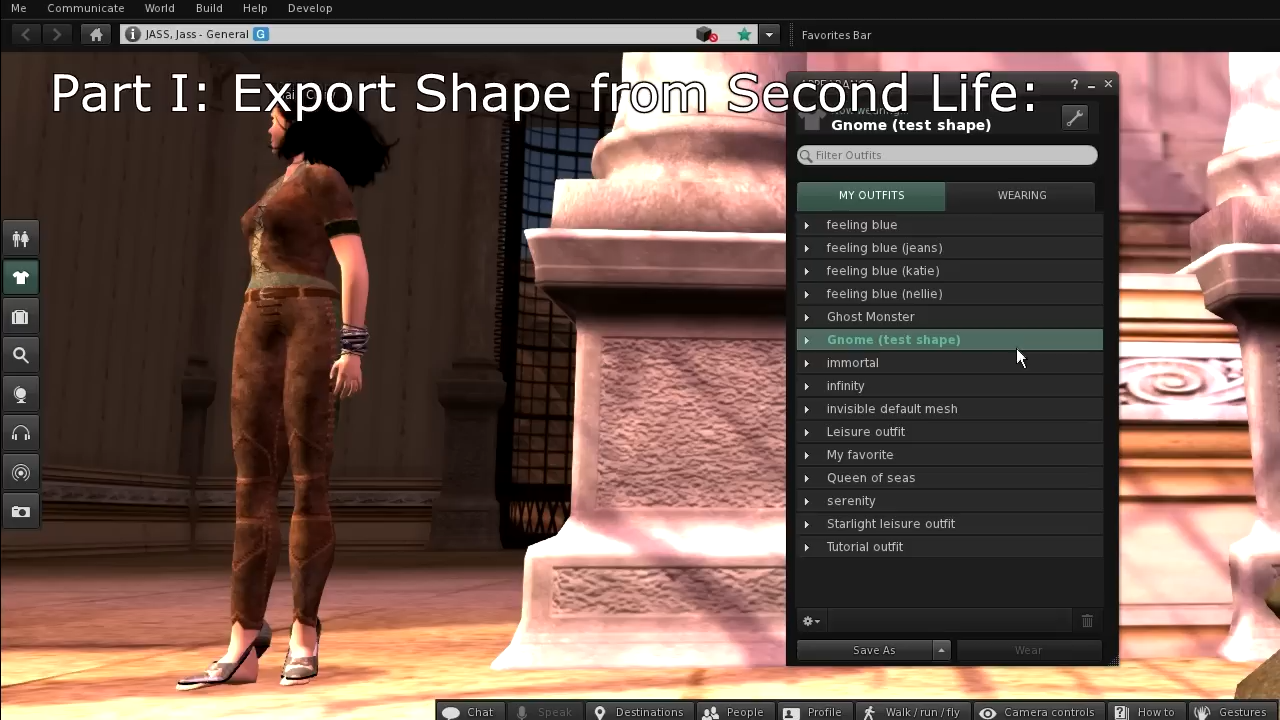 Me Communicate World Build Help Develop
JASS, Jass - General G
Favorites Bar
Part I: Export Shape from Second Life:
APPEARANCE
?
Now wearing...
Gnome (test shape)
Filter Outfits
MY OUTFITS WEARING
feeling blue
feeling blue (jeans)
feeling blue (katie)
feeling blue (nellie)
Ghost Monster
Gnome (test shape)
immortal
infinity
invisible default mesh
Leisure outfit
My favorite
Queen of seas
serenity
Starlight leisure outfit
Tutorial outfit
Save As Wear
Chat Speak Destinations People Profile Walk / run / fly Camera controls How to Gestures